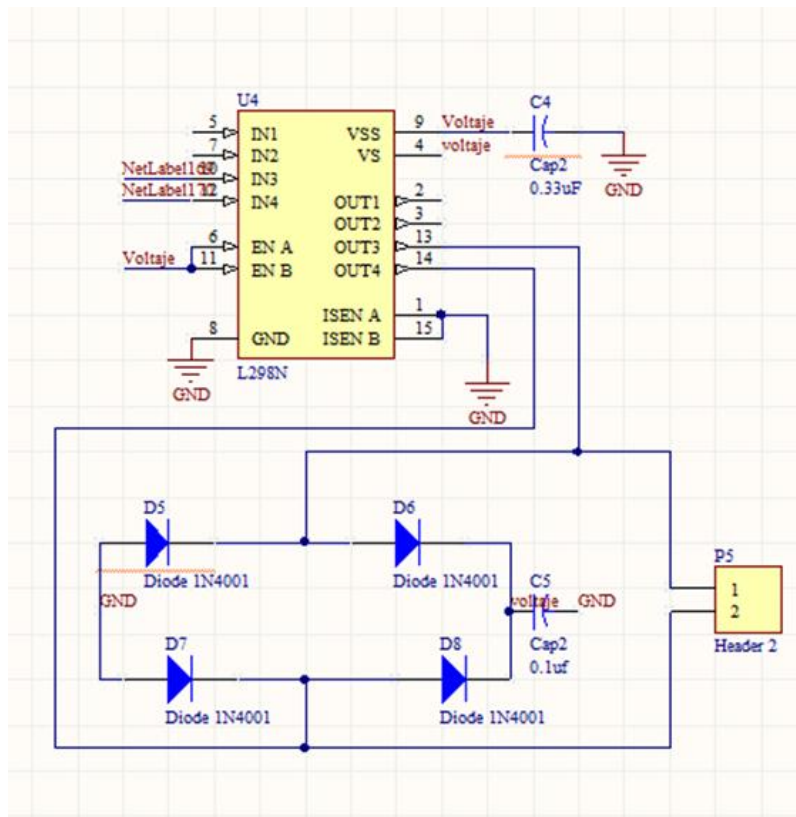 U4
5
IN1
7
IN2
NetLabel169
IN3
NetLabel171
12
IN4
Voltaje
6
EN A
11
EN B
8
GND
GND
L298N
VSS
9
Voltaje
VS
4
voltaje
C4
Cap2
0.33uF
GND
OUT1
2
OUT2
3
OUT3
13
OUT4
14
ISEN A
1
ISEN B
15
GND
D5
Diode 1N4001
D6
Diode 1N4001
GND
C5
voltaje
GND
Cap2
0.1uf
D7
Diode 1N4001
D8
Diode 1N4001
P5
1
2
Header 2